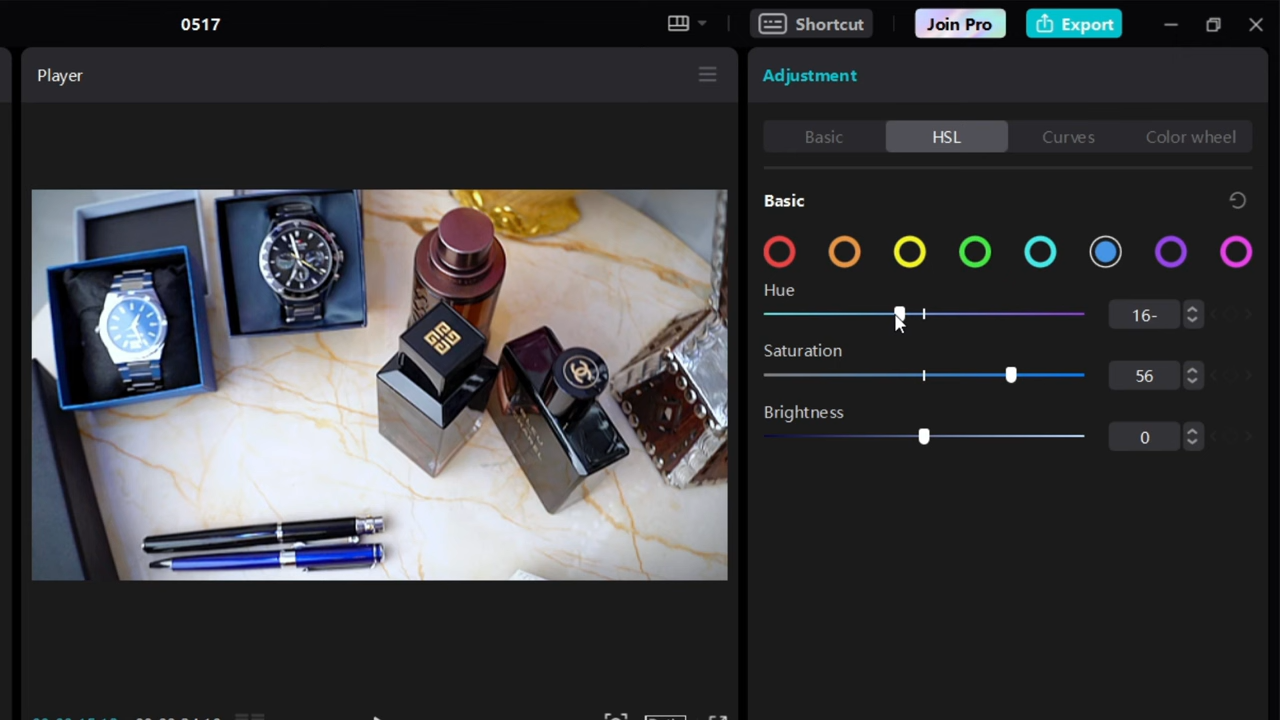 0517
Shortcut
Join Pro
Export
Player
Adjustment
Basic
HSL
Curves
Color wheel
Basic
Hue
16-
Saturation
56
Brightness
0